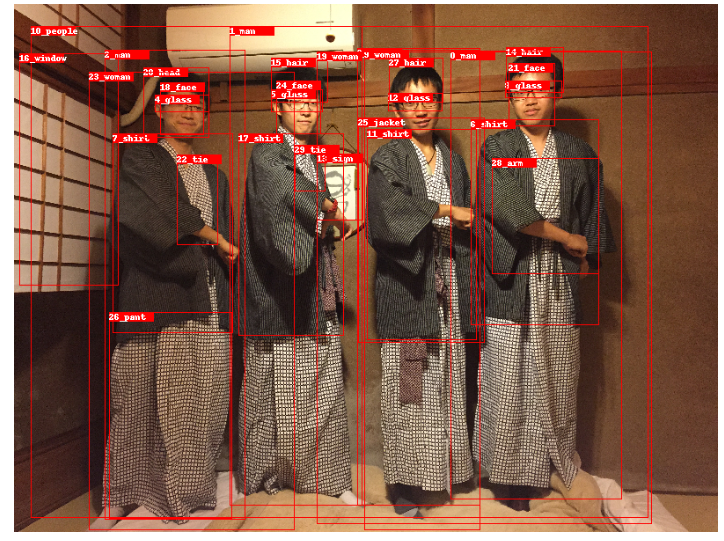 10_people
1_man
16_window
2_man
19_woman
9_woman
0_man
14_hair
15_hair
27_hair
23_woman
20_head
21_face
18_face
24_face
8_glass
4_glass
5_glass
12_glass
25_jacket
6_shirt
7_shirt
17_shirt
11_shirt
29_tie
22_tie
13_sign
28_arm
26_pant